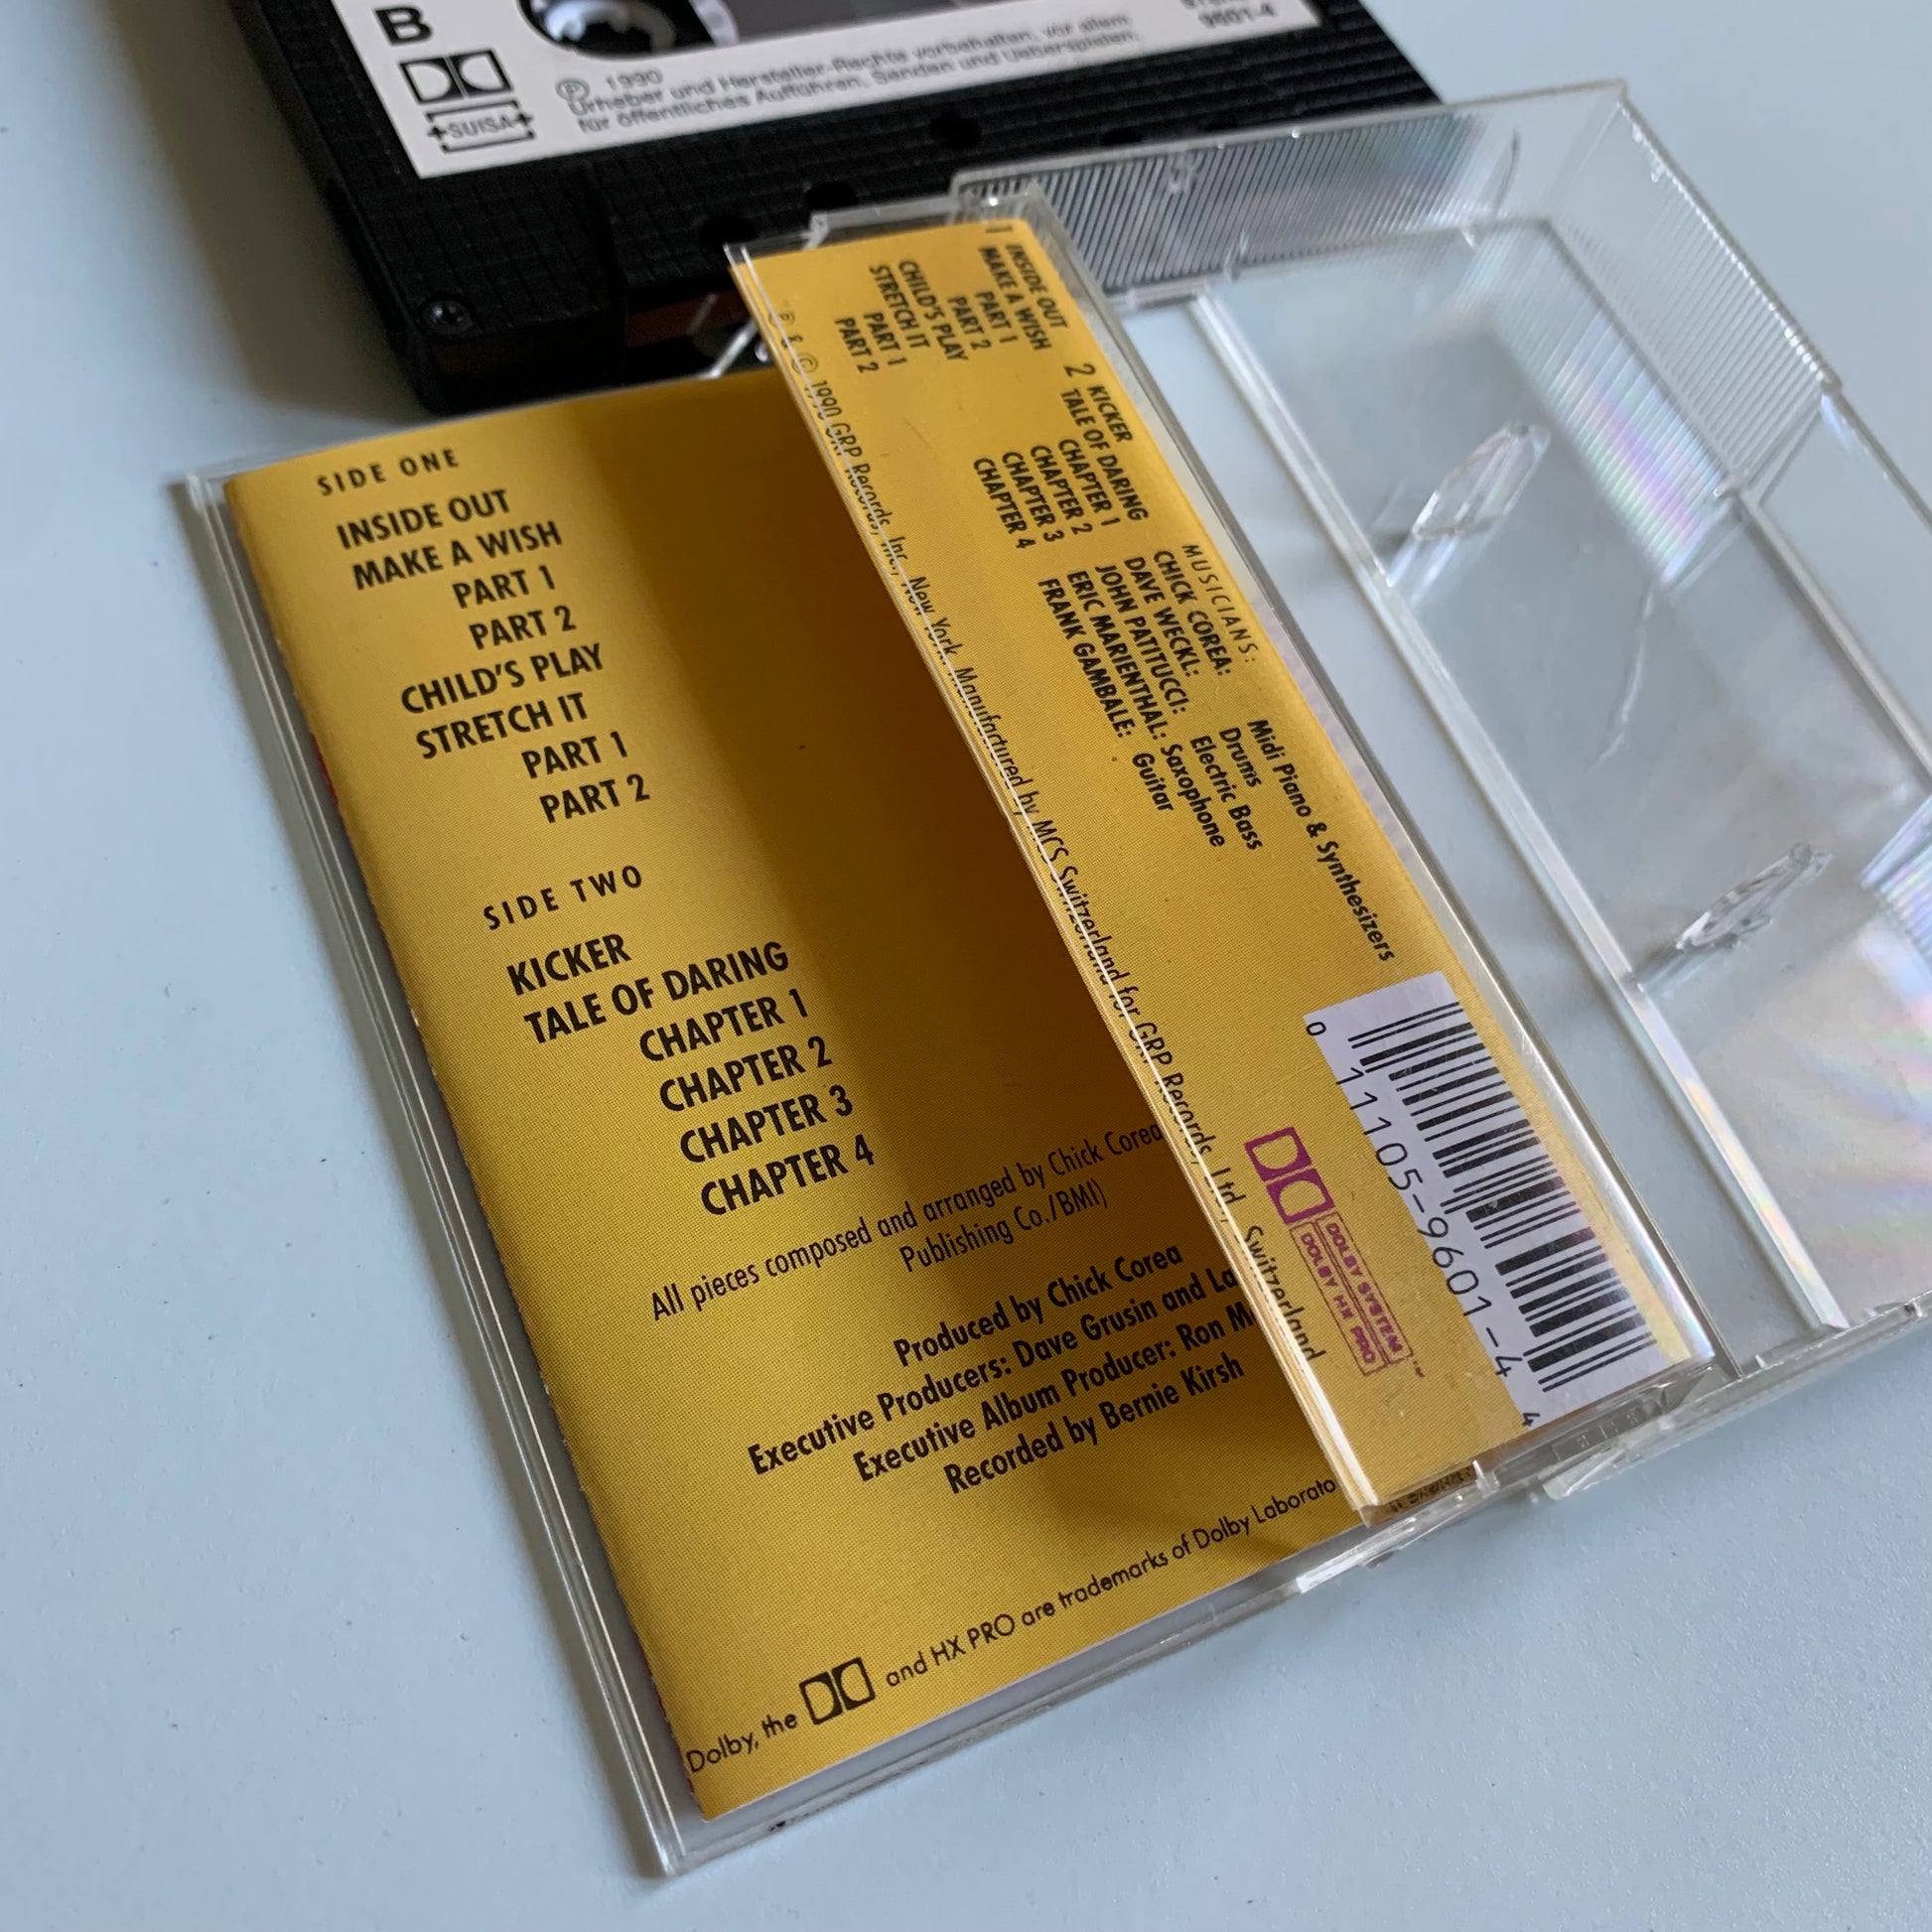 B
9601-4
℗ 1990
Urheber und Hersteller-Rechte vorbehalten, vor allem
für öffentliches Aufführen, Senden und Ueberspielen.
SUISA
1 INSIDE OUT
MAKE A WISH
PART 1
PART 2
CHILD'S PLAY
STRETCH IT
PART 1
PART 2
2 KICKER
TALE OF DARING
CHAPTER 1
CHAPTER 2
CHAPTER 3
CHAPTER 4
MUSICIANS:
CHICK COREA: Midi Piano & Synthesizers
DAVE WECKL: Drums
JOHN PATITUCCI: Electric Bass
ERIC MARIENTHAL: Saxophone
FRANK GAMBALE: Guitar
℗ & © 1990 GRP Records, Inc., New York. Manufactured by MCS Switzerland for GRP Records, Ltd., Switzerland
0 11105-9601-4 4
DOLBY SYSTEM ™
DOLBY HX PRO
SIDE ONE
INSIDE OUT
MAKE A WISH
PART 1
PART 2
CHILD'S PLAY
STRETCH IT
PART 1
PART 2
SIDE TWO
KICKER
TALE OF DARING
CHAPTER 1
CHAPTER 2
CHAPTER 3
CHAPTER 4
All pieces composed and arranged by Chick Corea
Publishing Co./BMI)
Produced by Chick Corea
Executive Producers: Dave Grusin and La
Executive Album Producer: Ron M
Recorded by Bernie Kirsh
Dolby, the and HX PRO are trademarks of Dolby Laborato